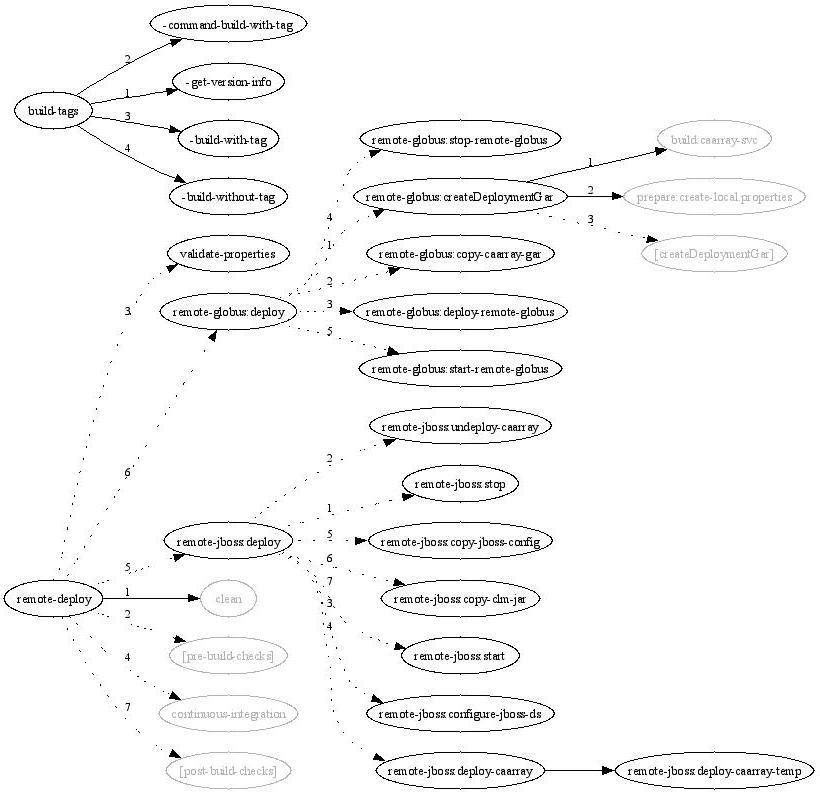 -command-build-with-tag
2
-get-version-info
build-tags
1
3
-build-with-tag
4
-build-without-tag
remote-globus:stop-remote-globus
build:caarray-svc
1
remote-globus:createDeploymentGar
2
prepare:create-local.properties
4
3
1
validate-properties
remote-globus:copy-caarray-gar
[createDeploymentGar]
2
3
remote-globus:deploy
3
remote-globus:deploy-remote-globus
5
remote-globus:start-remote-globus
remote-jboss:undeploy-caarray
2
6
remote-jboss:stop
1
remote-jboss:deploy
5
remote-jboss:copy-jboss-config
5
6
7
remote-deploy
1
clean
3
remote-jboss:copy-clm-jar
2
4
[pre-build-checks]
remote-jboss:start
4
continuous-integration
remote-jboss:configure-jboss-ds
7
[post-build-checks]
remote-jboss:deploy-caarray
remote-jboss:deploy-caarray-temp